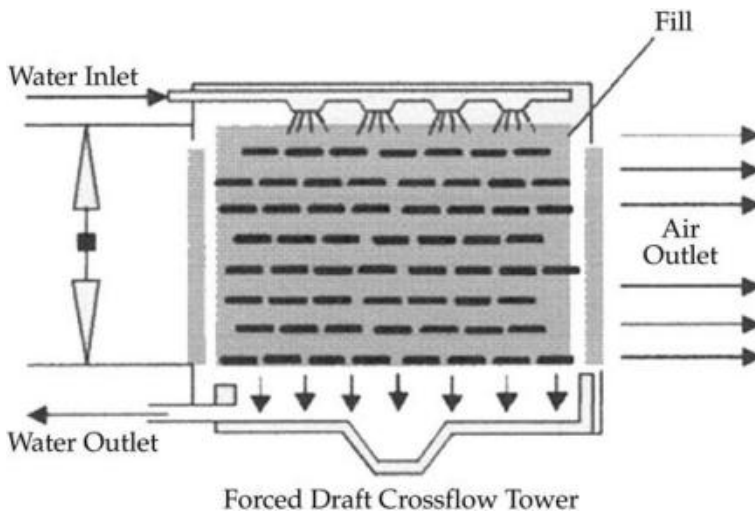 Fill
Water Inlet
Air
Outlet
Water Outlet
Forced Draft Crossflow Tower